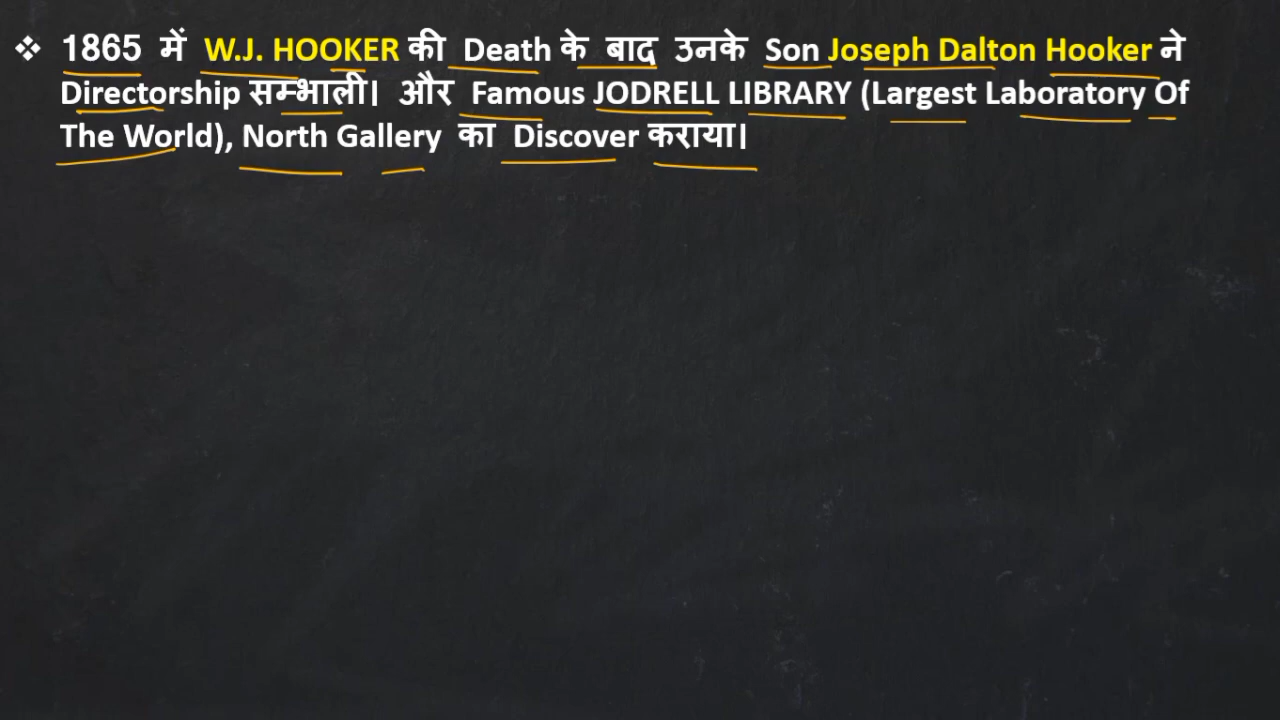 ❖ 1865 में W.J. HOOKER की Death के बाद उनके Son Joseph Dalton Hooker ने
Directorship सम्भाली। और Famous JODRELL LIBRARY (Largest Laboratory Of
The World), North Gallery का Discover कराया।